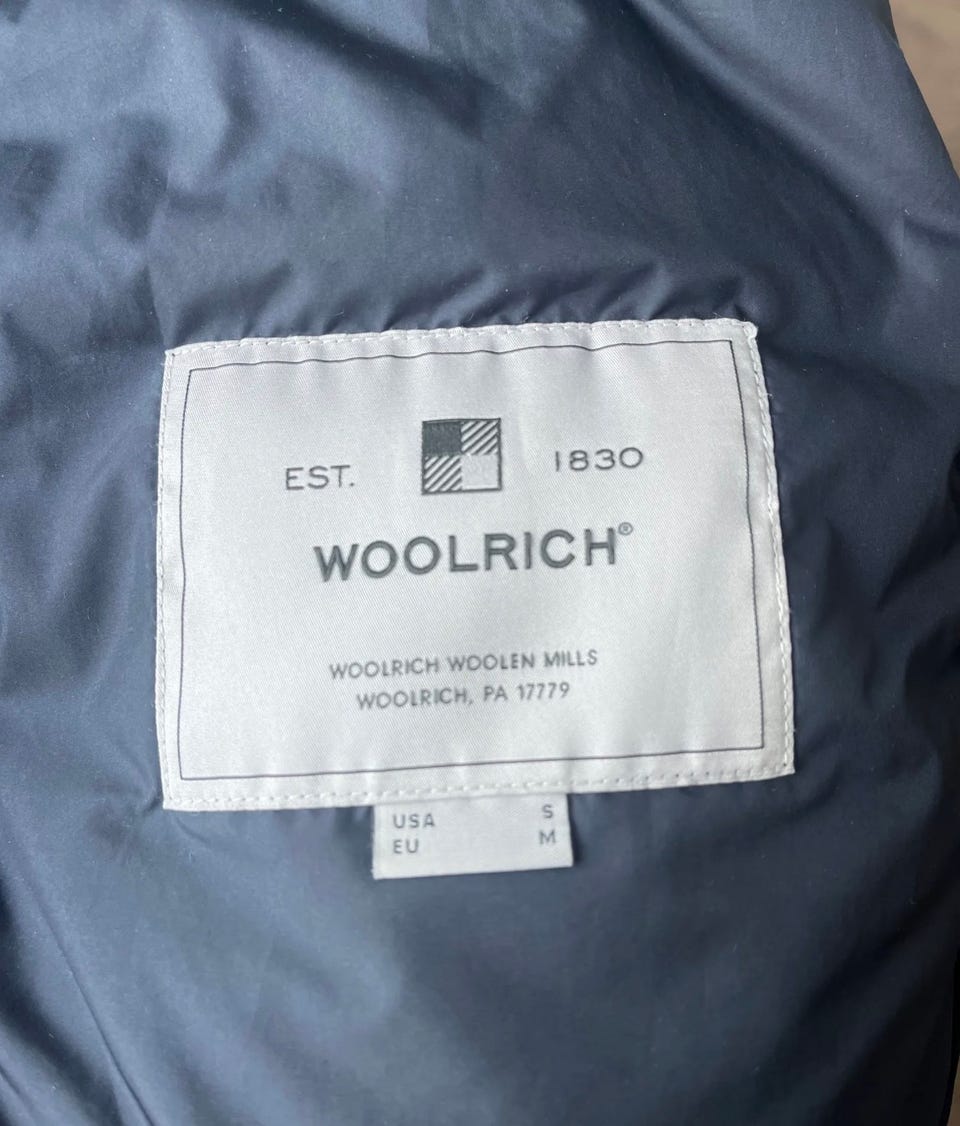 EST. 1830
WOOLRICH®
WOOLRICH WOOLEN MILLS
WOOLRICH, PA 17779
USA S
EU M